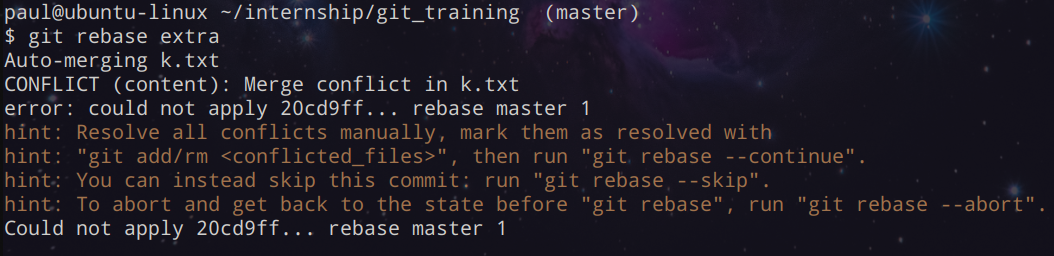 paul@ubuntu-linux ~/internship/git_training  (master)
$ git rebase extra
Auto-merging k.txt
CONFLICT (content): Merge conflict in k.txt
error: could not apply 20cd9ff... rebase master 1
hint: Resolve all conflicts manually, mark them as resolved with
hint: "git add/rm <conflicted_files>", then run "git rebase --continue".
hint: You can instead skip this commit: run "git rebase --skip".
hint: To abort and get back to the state before "git rebase", run "git rebase --abort".
Could not apply 20cd9ff... rebase master 1